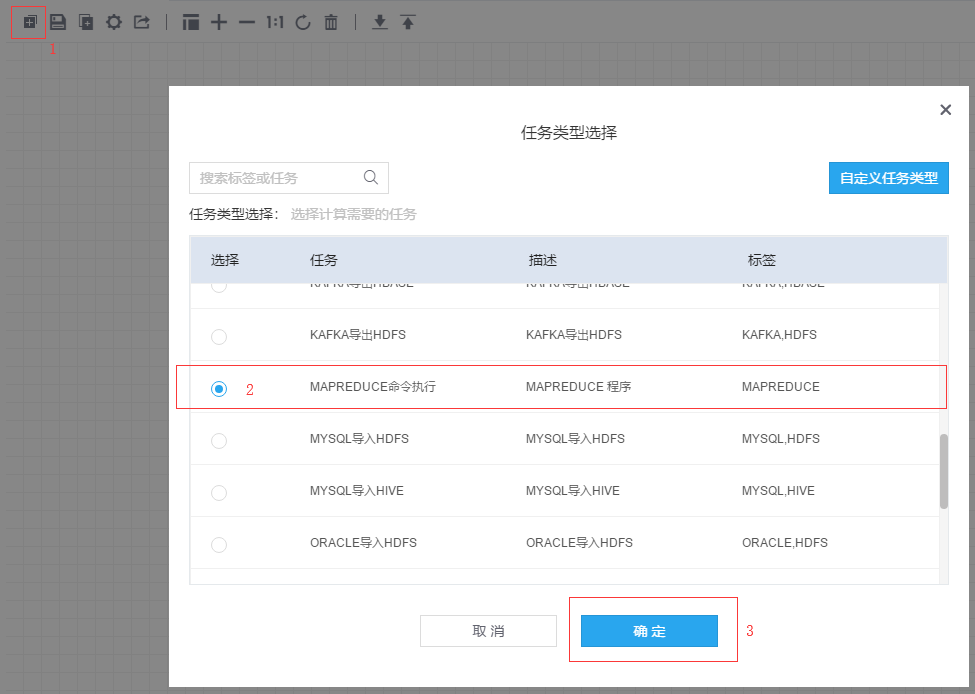 1:1
1
任务类型选择
搜索标签或任务
自定义任务类型
任务类型选择: 选择计算需要的任务
选择 任务 描述 标签
KAFKA导出HBASE KAFKA导出HBASE KAFKA,HBASE
KAFKA导出HDFS KAFKA导出HDFS KAFKA,HDFS
2 MAPREDUCE命令执行 MAPREDUCE 程序 MAPREDUCE
MYSQL导入HDFS MYSQL导入HDFS MYSQL,HDFS
MYSQL导入HIVE MYSQL导入HIVE MYSQL,HIVE
ORACLE导入HDFS ORACLE导入HDFS ORACLE,HDFS
取 消 确 定 3